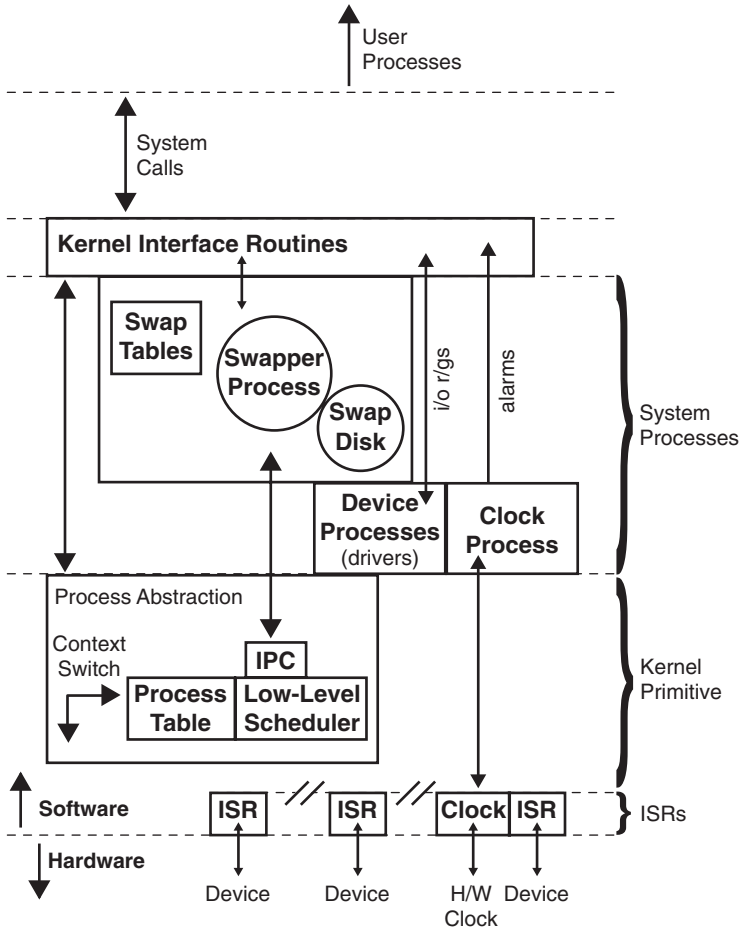 User
Processes
System
Calls
Kernel Interface Routines
Swap
Tables
Swapper
Process
Swap
Disk
i/o r/gs
alarms
System
Processes
Device
Processes
(drivers)
Clock
Process
Process Abstraction
Context
Switch
IPC
Process
Table
Low-Level
Scheduler
Kernel
Primitive
Software
ISR
ISR
Clock
ISR
ISRs
Hardware
Device
Device
H/W
Clock
Device